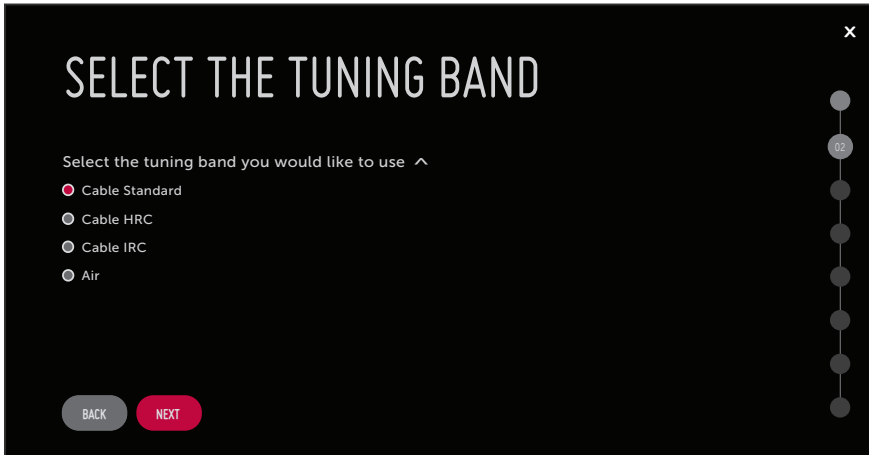 X
SELECT THE TUNING BAND
02
Select the tuning band you would like to use
Cable Standard
Cable HRC
Cable IRC
Air
BACK
NEXT